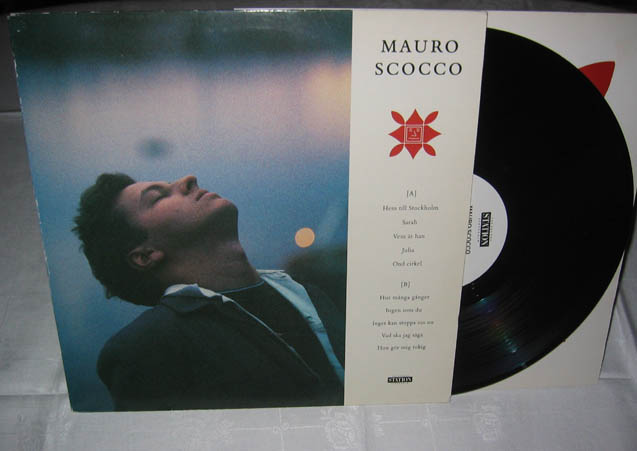 MAURO
SCOCCO
[A]
Hem till Stockholm
Sarah
Vem är han
Julia
Ond cirkel
[B]
Hur många gånger
Ingen som du
Inget kan stoppa oss nu
Vad ska jag säga
Hon gör mig tokig
STATION
STATION
MAURO SCOCCO